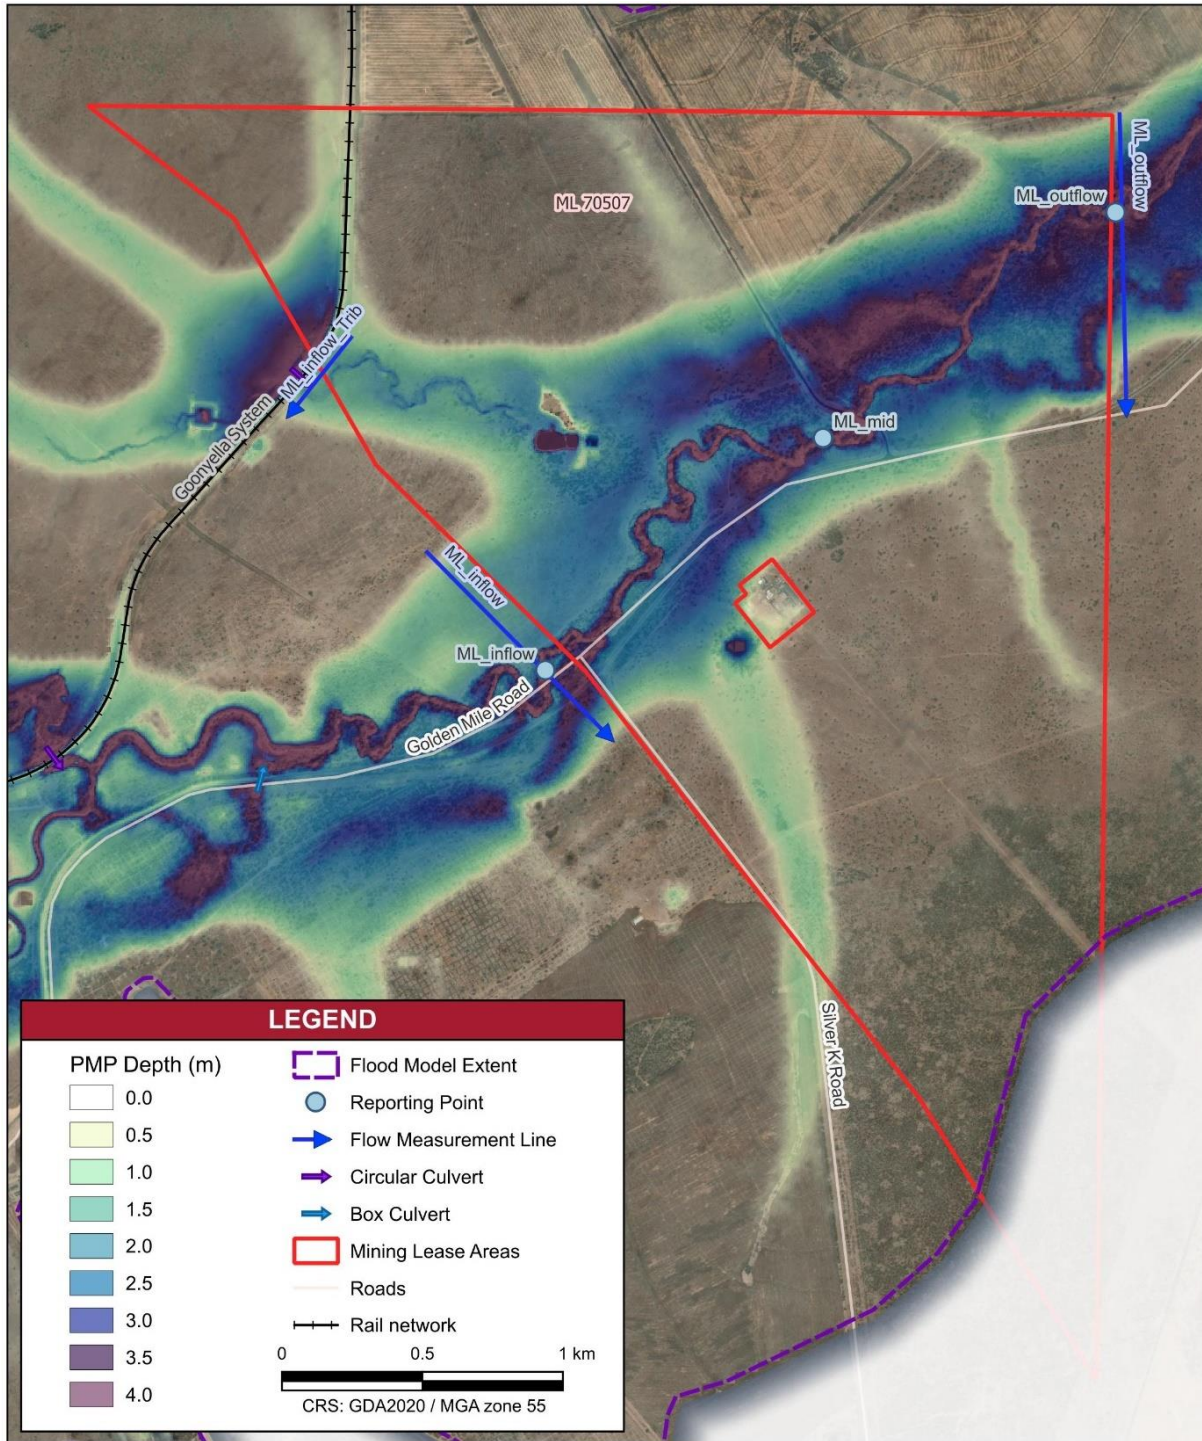 ML_outflow
ML_outflow
ML 70507
ML_inflow_Trib
Goonyella System
ML_mid
ML_inflow
ML_inflow
Golden Mile Road
Silver K Road
LEGEND
PMP Depth (m)
0.0
0.5
1.0
1.5
2.0
2.5
3.0
3.5
4.0
Flood Model Extent
Reporting Point
Flow Measurement Line
Circular Culvert
Box Culvert
Mining Lease Areas
Roads
Rail network
0 0.5 1 km
CRS: GDA2020 / MGA zone 55